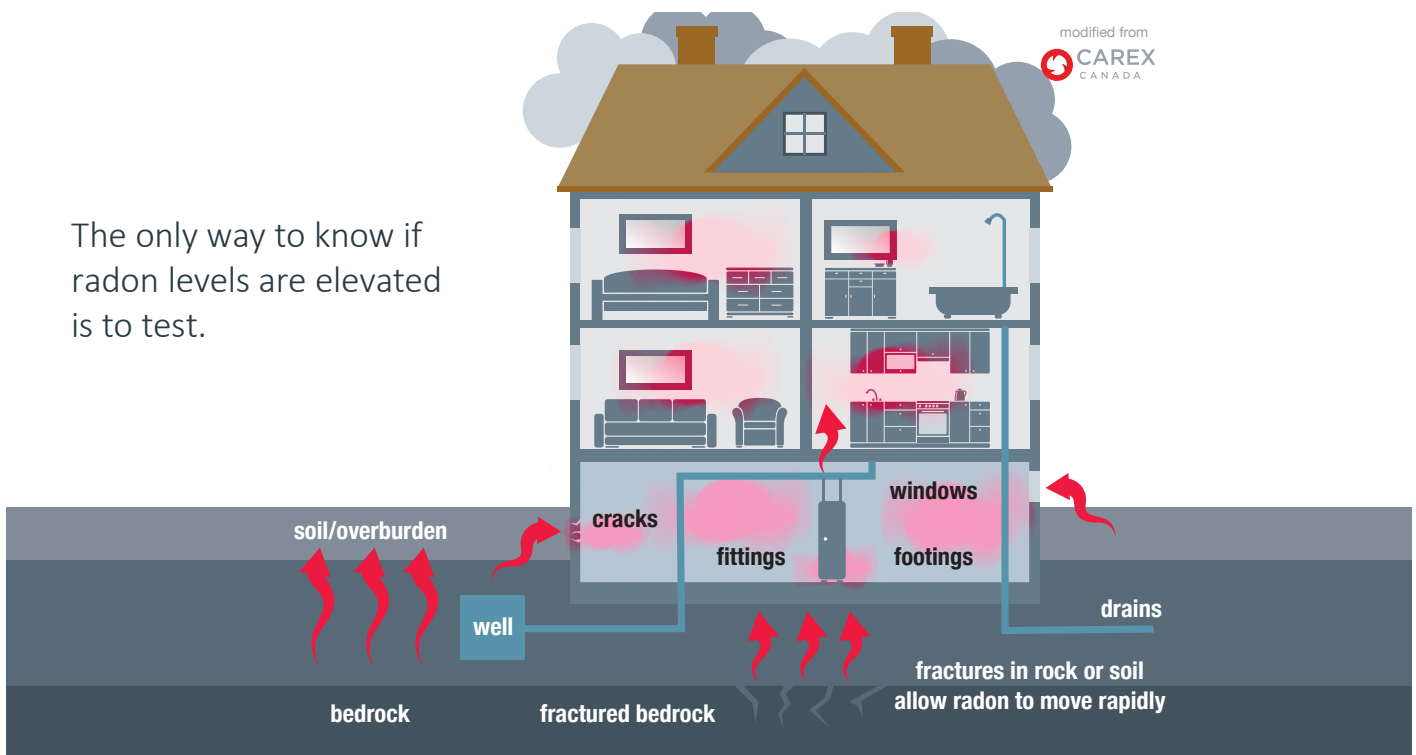 modified from
CAREX
CANADA
The only way to know if
radon levels are elevated
is to test.
windows
cracks
soil/overburden
fittings
footings
drains
well
fractures in rock or soil
allow radon to move rapidly
bedrock
fractured bedrock